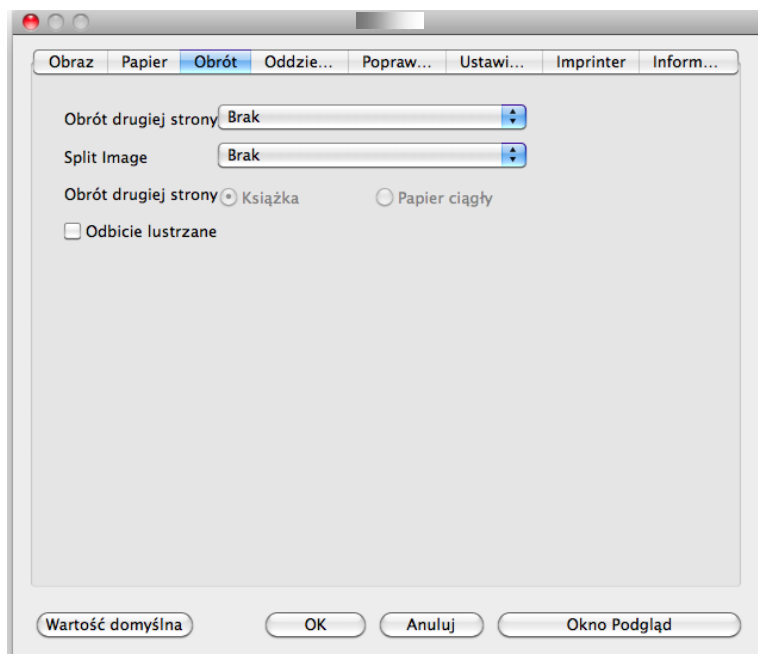 Obraz Papier Obrót Oddzie... Popraw... Ustawi... Imprinter Inform...
Obrót drugiej strony Brak
Split Image Brak
Obrót drugiej strony Książka Papier ciągły
Odbicie lustrzane
Wartość domyślna OK Anuluj Okno Podgląd